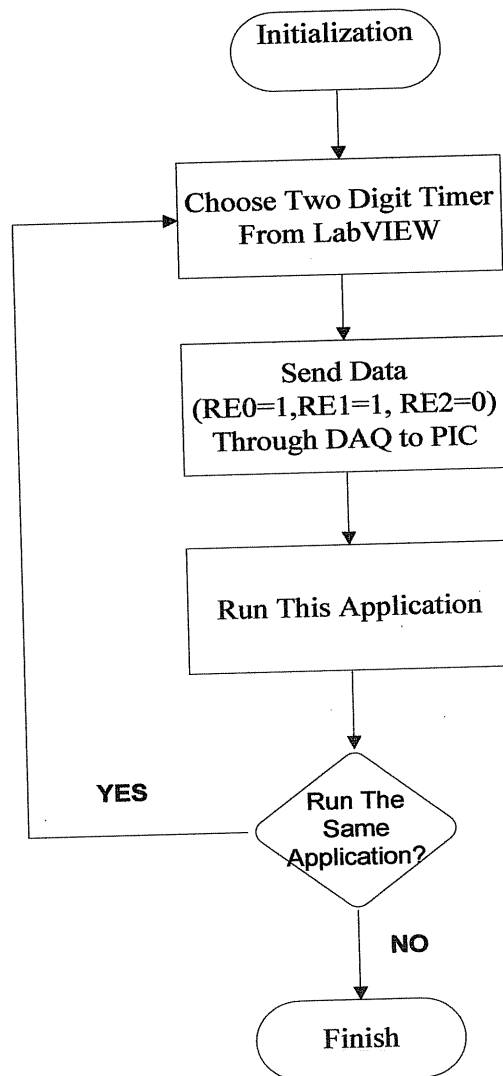 Initialization
Choose Two Digit Timer
From LabVIEW
Send Data
(RE0=1,RE1=1, RE2=0)
Through DAQ to PIC
Run This Application
YES
Run The
Same
Application?
NO
Finish